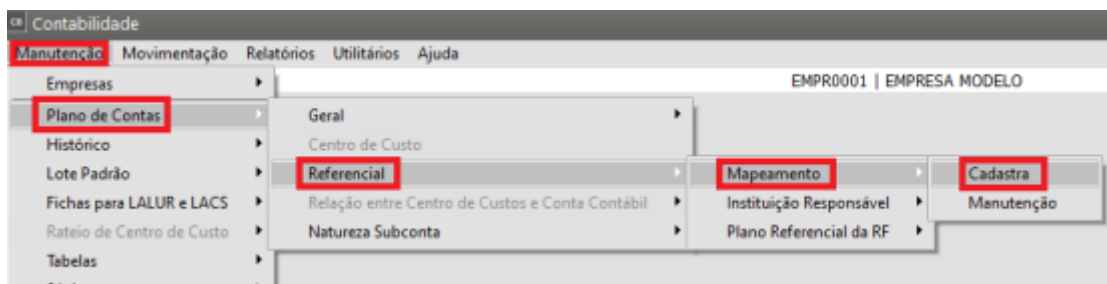 CB Contabilidade
Manutenção Movimentação Relatórios Utilitários Ajuda
Empresas EMPR0001 | EMPRESA MODELO
Plano de Contas Geral
Histórico Centro de Custo
Lote Padrão Referencial Mapeamento Cadastra
Fichas para LALUR e LACS Relação entre Centro de Custos e Conta Contábil Instituição Responsável Manutenção
Rateio de Centro de Custo Natureza Subconta Plano Referencial da RF
Tabelas